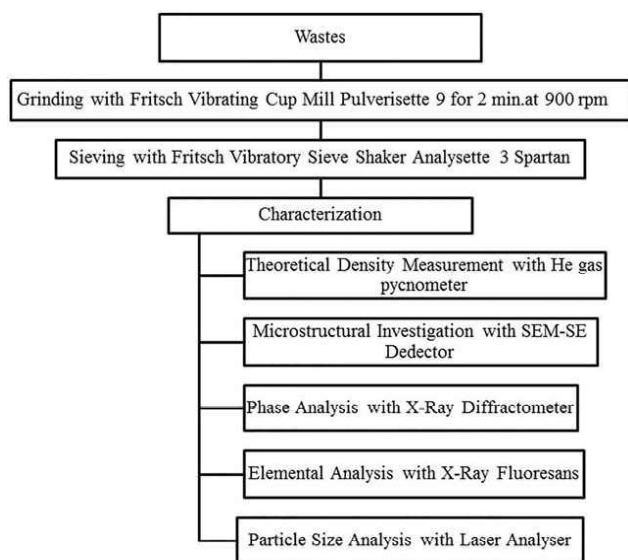 Wastes
Grinding with Fritsch Vibrating Cup Mill Pulverisette 9 for 2 min.at 900 rpm
Sieving with Fritsch Vibratory Sieve Shaker Analysette 3 Spartan
Characterization
Theoretical Density Measurement with He gas
pycnometer
Microstructural Investigation with SEM-SE
Dedector
Phase Analysis with X-Ray Diffractometer
Elemental Analysis with X-Ray Fluoresans
Particle Size Analysis with Laser Analyser